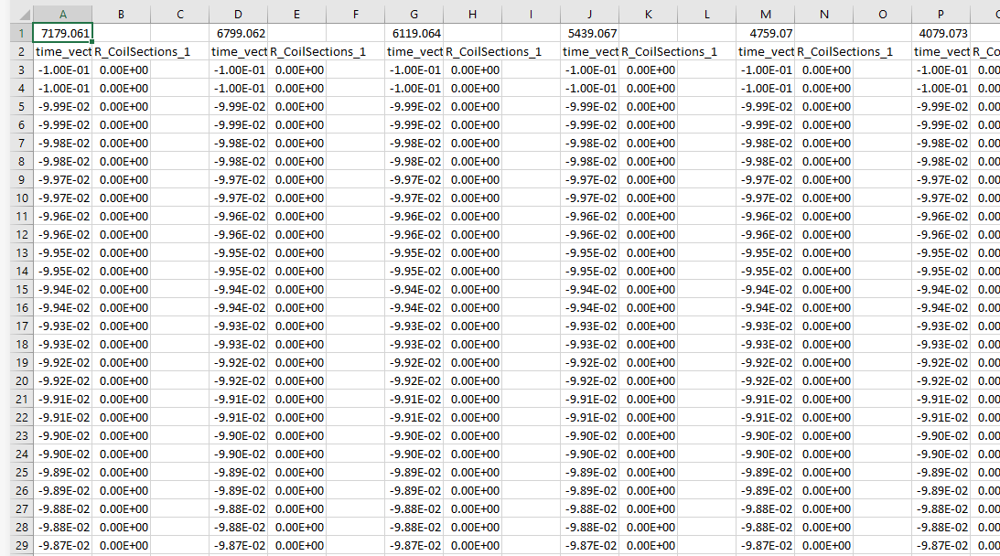 A B C D E F G H I J K L M N O P
1 7179.061 6799.062 6119.064 5439.067 4759.07 4079.073
2 time_vect R_CoilSections_1 time_vect R_CoilSections_1 time_vect R_CoilSections_1 time_vect R_CoilSections_1 time_vect R_CoilSections_1 time_vect R_Co
3 -1.00E-01 0.00E+00 -1.00E-01 0.00E+00 -1.00E-01 0.00E+00 -1.00E-01 0.00E+00 -1.00E-01 0.00E+00 -1.00E-01 0.00
4 -1.00E-01 0.00E+00 -1.00E-01 0.00E+00 -1.00E-01 0.00E+00 -1.00E-01 0.00E+00 -1.00E-01 0.00E+00 -1.00E-01 0.00
5 -9.99E-02 0.00E+00 -9.99E-02 0.00E+00 -9.99E-02 0.00E+00 -9.99E-02 0.00E+00 -9.99E-02 0.00E+00 -9.99E-02 0.00
6 -9.99E-02 0.00E+00 -9.99E-02 0.00E+00 -9.99E-02 0.00E+00 -9.99E-02 0.00E+00 -9.99E-02 0.00E+00 -9.99E-02 0.00
7 -9.98E-02 0.00E+00 -9.98E-02 0.00E+00 -9.98E-02 0.00E+00 -9.98E-02 0.00E+00 -9.98E-02 0.00E+00 -9.98E-02 0.00
8 -9.98E-02 0.00E+00 -9.98E-02 0.00E+00 -9.98E-02 0.00E+00 -9.98E-02 0.00E+00 -9.98E-02 0.00E+00 -9.98E-02 0.00
9 -9.97E-02 0.00E+00 -9.97E-02 0.00E+00 -9.97E-02 0.00E+00 -9.97E-02 0.00E+00 -9.97E-02 0.00E+00 -9.97E-02 0.00
10 -9.97E-02 0.00E+00 -9.97E-02 0.00E+00 -9.97E-02 0.00E+00 -9.97E-02 0.00E+00 -9.97E-02 0.00E+00 -9.97E-02 0.00
11 -9.96E-02 0.00E+00 -9.96E-02 0.00E+00 -9.96E-02 0.00E+00 -9.96E-02 0.00E+00 -9.96E-02 0.00E+00 -9.96E-02 0.00
12 -9.96E-02 0.00E+00 -9.96E-02 0.00E+00 -9.96E-02 0.00E+00 -9.96E-02 0.00E+00 -9.96E-02 0.00E+00 -9.96E-02 0.00
13 -9.95E-02 0.00E+00 -9.95E-02 0.00E+00 -9.95E-02 0.00E+00 -9.95E-02 0.00E+00 -9.95E-02 0.00E+00 -9.95E-02 0.00
14 -9.95E-02 0.00E+00 -9.95E-02 0.00E+00 -9.95E-02 0.00E+00 -9.95E-02 0.00E+00 -9.95E-02 0.00E+00 -9.95E-02 0.00
15 -9.94E-02 0.00E+00 -9.94E-02 0.00E+00 -9.94E-02 0.00E+00 -9.94E-02 0.00E+00 -9.94E-02 0.00E+00 -9.94E-02 0.00
16 -9.94E-02 0.00E+00 -9.94E-02 0.00E+00 -9.94E-02 0.00E+00 -9.94E-02 0.00E+00 -9.94E-02 0.00E+00 -9.94E-02 0.00
17 -9.93E-02 0.00E+00 -9.93E-02 0.00E+00 -9.93E-02 0.00E+00 -9.93E-02 0.00E+00 -9.93E-02 0.00E+00 -9.93E-02 0.00
18 -9.93E-02 0.00E+00 -9.93E-02 0.00E+00 -9.93E-02 0.00E+00 -9.93E-02 0.00E+00 -9.93E-02 0.00E+00 -9.93E-02 0.00
19 -9.92E-02 0.00E+00 -9.92E-02 0.00E+00 -9.92E-02 0.00E+00 -9.92E-02 0.00E+00 -9.92E-02 0.00E+00 -9.92E-02 0.00
20 -9.92E-02 0.00E+00 -9.92E-02 0.00E+00 -9.92E-02 0.00E+00 -9.92E-02 0.00E+00 -9.92E-02 0.00E+00 -9.92E-02 0.00
21 -9.91E-02 0.00E+00 -9.91E-02 0.00E+00 -9.91E-02 0.00E+00 -9.91E-02 0.00E+00 -9.91E-02 0.00E+00 -9.91E-02 0.00
22 -9.91E-02 0.00E+00 -9.91E-02 0.00E+00 -9.91E-02 0.00E+00 -9.91E-02 0.00E+00 -9.91E-02 0.00E+00 -9.91E-02 0.00
23 -9.90E-02 0.00E+00 -9.90E-02 0.00E+00 -9.90E-02 0.00E+00 -9.90E-02 0.00E+00 -9.90E-02 0.00E+00 -9.90E-02 0.00
24 -9.90E-02 0.00E+00 -9.90E-02 0.00E+00 -9.90E-02 0.00E+00 -9.90E-02 0.00E+00 -9.90E-02 0.00E+00 -9.90E-02 0.00
25 -9.89E-02 0.00E+00 -9.89E-02 0.00E+00 -9.89E-02 0.00E+00 -9.89E-02 0.00E+00 -9.89E-02 0.00E+00 -9.89E-02 0.00
26 -9.89E-02 0.00E+00 -9.89E-02 0.00E+00 -9.89E-02 0.00E+00 -9.89E-02 0.00E+00 -9.89E-02 0.00E+00 -9.89E-02 0.00
27 -9.88E-02 0.00E+00 -9.88E-02 0.00E+00 -9.88E-02 0.00E+00 -9.88E-02 0.00E+00 -9.88E-02 0.00E+00 -9.88E-02 0.00
28 -9.88E-02 0.00E+00 -9.88E-02 0.00E+00 -9.88E-02 0.00E+00 -9.88E-02 0.00E+00 -9.88E-02 0.00E+00 -9.88E-02 0.00
29 -9.87E-02 0.00E+00 -9.87E-02 0.00E+00 -9.87E-02 0.00E+00 -9.87E-02 0.00E+00 -9.87E-02 0.00E+00 -9.87E-02 0.00